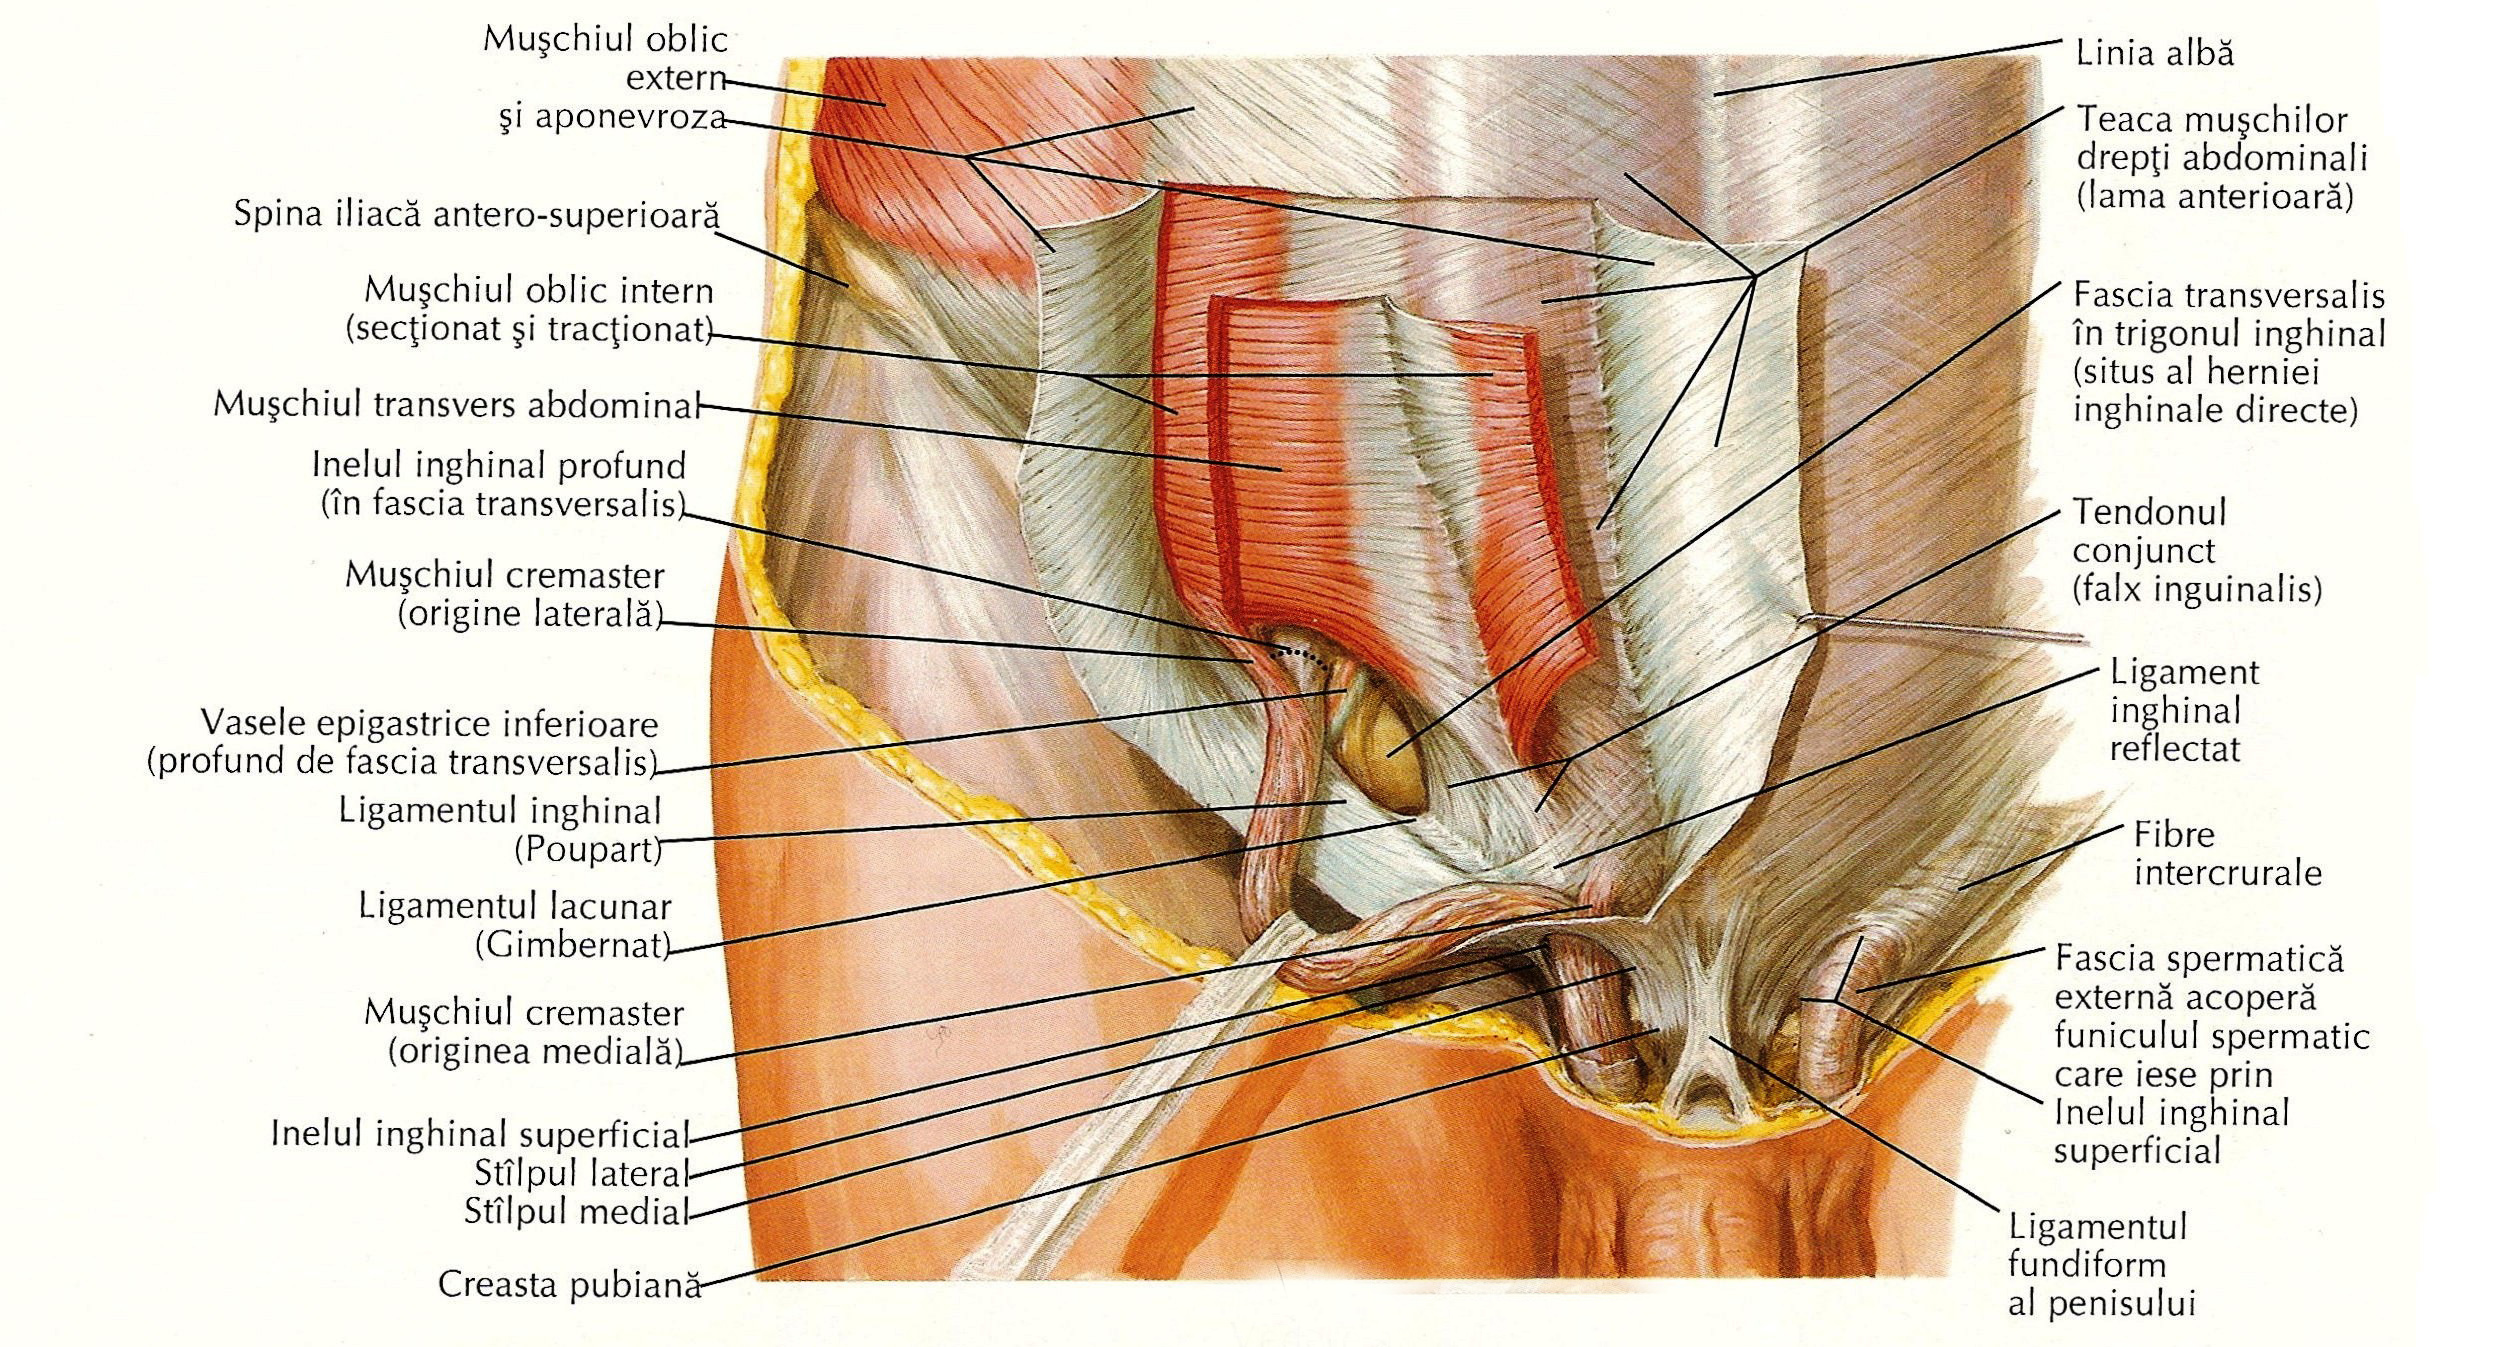 Muşchiul oblic
extern
şi aponevroza
Spina iliacă antero-superioară
Muşchiul oblic intern
(secţionat şi tracţionat)
Muşchiul transvers abdominal
Inelul inghinal profund
(în fascia transversalis)
Muşchiul cremaster
(origine laterală)
Vasele epigastrice inferioare
(profund de fascia transversalis)
Ligamentul inghinal
(Poupart)
Ligamentul lacunar
(Gimbernat)
Muşchiul cremaster
(originea medială)
Inelul inghinal superficial
Stîlpul lateral
Stîlpul medial
Creasta pubiană
Linia albă
Teaca muşchilor
drepţi abdominali
(lama anterioară)
Fascia transversalis
în trigonul inghinal
(situs al herniei
inghinale directe)
Tendonul
conjunct
(falx inguinalis)
Ligament
inghinal
reflectat
Fibre
intercrurale
Fascia spermatică
externă acoperă
funiculul spermatic
care iese prin
Inelul inghinal
superficial
Ligamentul
fundiform
al penisului